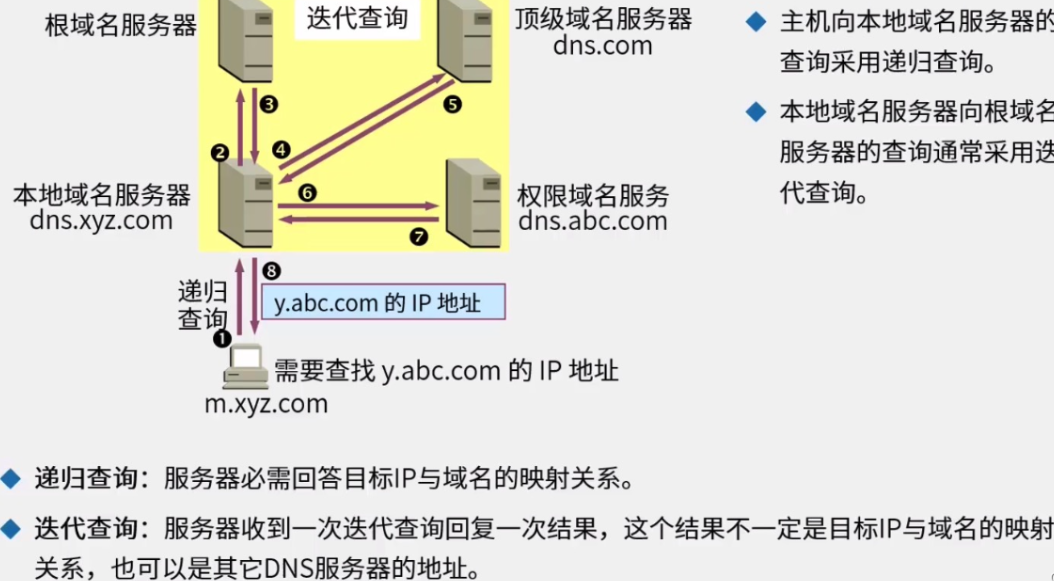 根域名服务器
迭代查询
顶级域名服务器
dns.com
❸
❺
❷
❹
本地域名服务器
dns.xyz.com
❻
权限域名服务
dns.abc.com
❼
递归
查询
❽
y.abc.com 的 IP 地址
❶
需要查找 y.abc.com 的 IP 地址
m.xyz.com
主机向本地域名服务器的
查询采用递归查询。
本地域名服务器向根域名
服务器的查询通常采用迭
代查询。
递归查询：服务器必需回答目标IP与域名的映射关系。
迭代查询：服务器收到一次迭代查询回复一次结果，这个结果不一定是目标IP与域名的映射
关系，也可以是其它DNS服务器的地址。